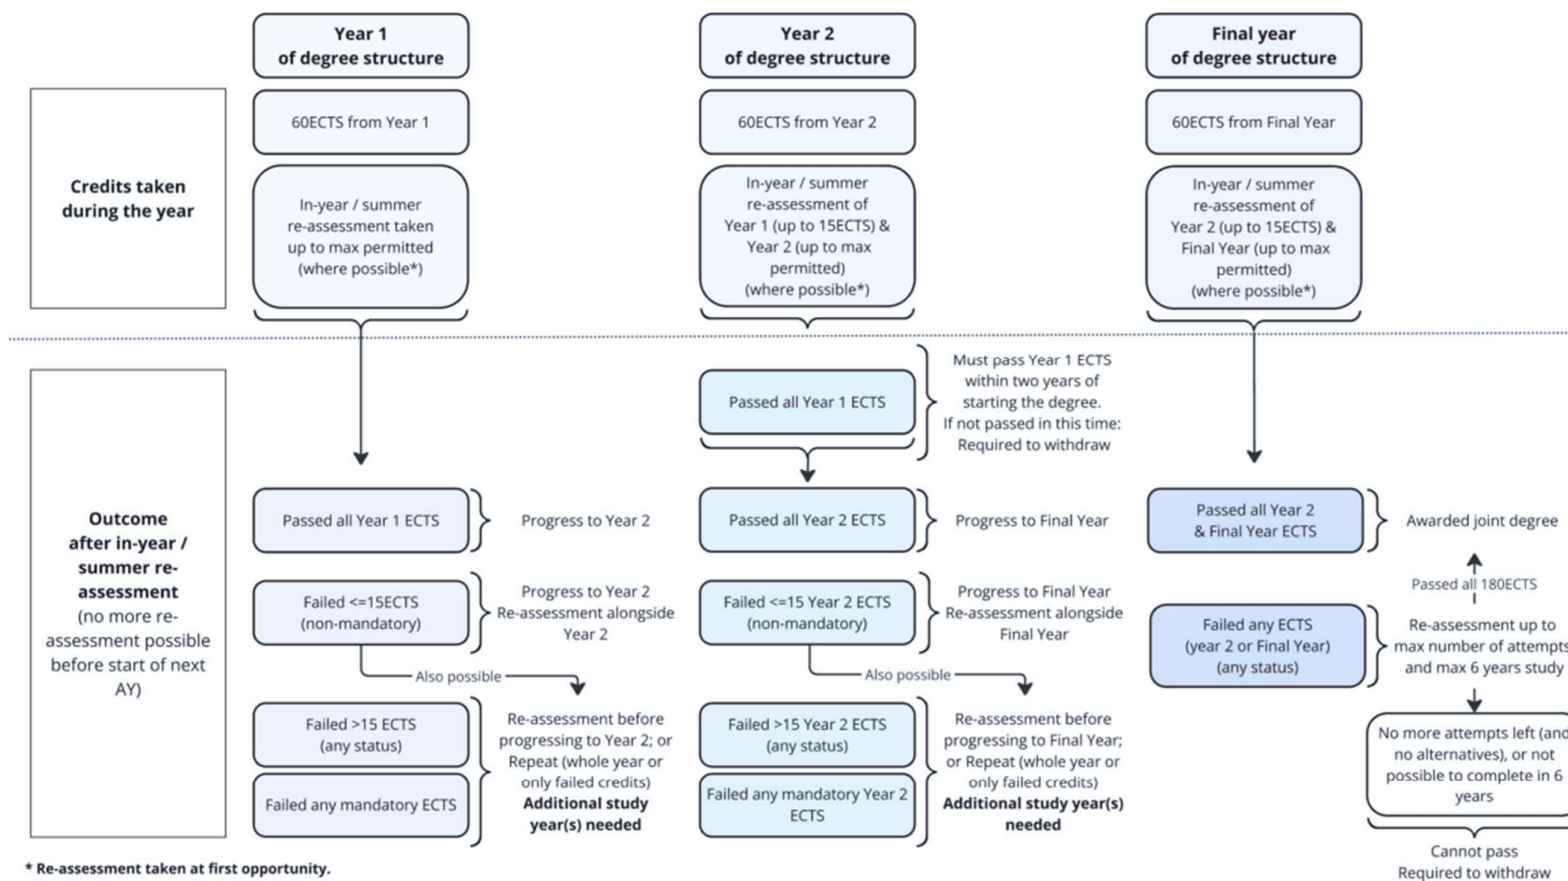 Year 1
of degree structure
Year 2
of degree structure
Final year
of degree structure
Credits taken
during the year
60ECTS from Year 1
60ECTS from Year 2
60ECTS from Final Year
In-year / summer
re-assessment taken
up to max permitted
(where possible*)
In-year / summer
re-assessment of
Year 1 (up to 15ECTS) &
Year 2 (up to max
permitted)
(where possible*)
In-year / summer
re-assessment of
Year 2 (up to 15ECTS) &
Final Year (up to max
permitted)
(where possible*)
Outcome
after in-year /
summer re-
assessment
(no more re-
assessment possible
before start of next
AY)
Passed all Year 1 ECTS
Progress to Year 2
Failed <=15ECTS
(non-mandatory)
Progress to Year 2
Re-assessment alongside
Year 2
Also possible
Failed >15 ECTS
(any status)
Failed any mandatory ECTS
Re-assessment before
progressing to Year 2; or
Repeat (whole year or
only failed credits)
Additional study
year(s) needed
Passed all Year 1 ECTS
Must pass Year 1 ECTS
within two years of
starting the degree.
If not passed in this time:
Required to withdraw
Passed all Year 2 ECTS
Progress to Final Year
Failed <=15 Year 2 ECTS
(non-mandatory)
Progress to Final Year
Re-assessment alongside
Final Year
Also possible
Failed >15 Year 2 ECTS
(any status)
Failed any mandatory Year 2
ECTS
Re-assessment before
progressing to Final Year;
or Repeat (whole year or
only failed credits)
Additional study year(s)
needed
Passed all Year 2
& Final Year ECTS
Awarded joint degree
Passed all 180ECTS
Failed any ECTS
(year 2 or Final Year)
(any status)
Re-assessment up to
max number of attempts
and max 6 years study
No more attempts left (and
no alternatives), or not
possible to complete in 6
years
Cannot pass
Required to withdraw
* Re-assessment taken at first opportunity.